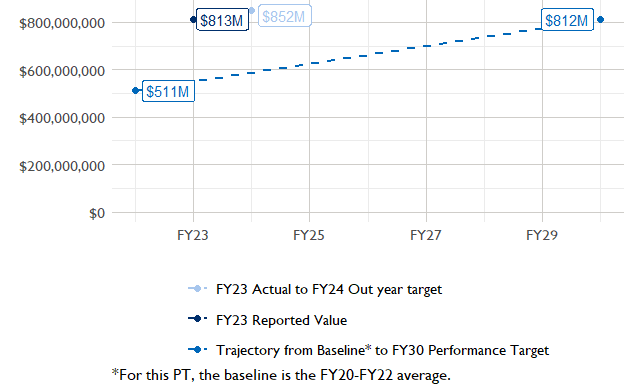 $800,000,000
$813M
$852M
$812M
$600,000,000
$511M
$400,000,000
$200,000,000
$0
FY23 FY25 FY27 FY29
FY23 Actual to FY24 Out year target
FY23 Reported Value
Trajectory from Baseline* to FY30 Performance Target
*For this PT, the baseline is the FY20-FY22 average.